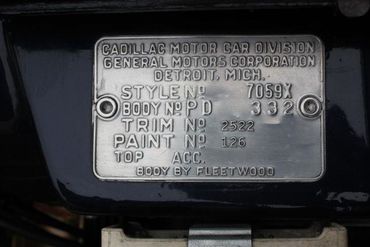 CADILLAC MOTOR CAR DIVISION
GENERAL MOTORS CORPORATION
DETROIT, MICH.
STYLE Nº 7059X
BODY Nº PD 332
TRIM Nº 2522
PAINT Nº 126
TOP ACC.
BODY BY FLEETWOOD